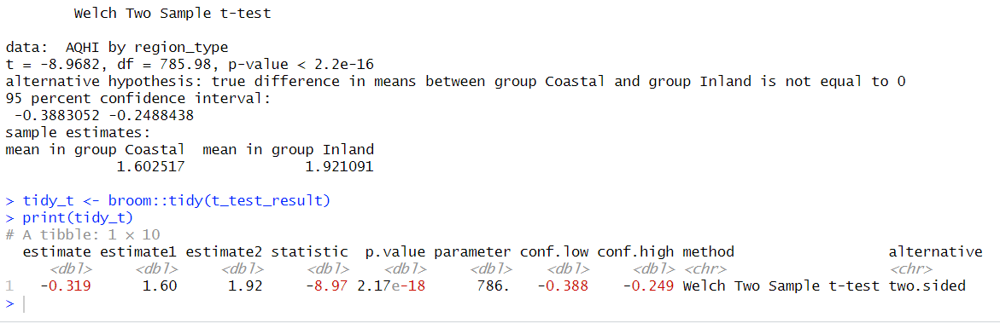 Welch Two Sample t-test
data:  AQHI by region_type
t = -8.9682, df = 785.98, p-value < 2.2e-16
alternative hypothesis: true difference in means between group Coastal and group Inland is not equal to 0
95 percent confidence interval:
 -0.3883052 -0.2488438
sample estimates:
mean in group Coastal  mean in group Inland
             1.602517              1.921091
> tidy_t <- broom::tidy(t_test_result)
> print(tidy_t)
# A tibble: 1 × 10
  estimate estimate1 estimate2 statistic  p.value parameter conf.low conf.high method                  alternative
     <dbl>     <dbl>     <dbl>     <dbl>    <dbl>     <dbl>    <dbl>     <dbl> <chr>                   <chr>
1   -0.319      1.60      1.92     -8.97 2.17e-18      786.   -0.388    -0.249 Welch Two Sample t-test two.sided
>